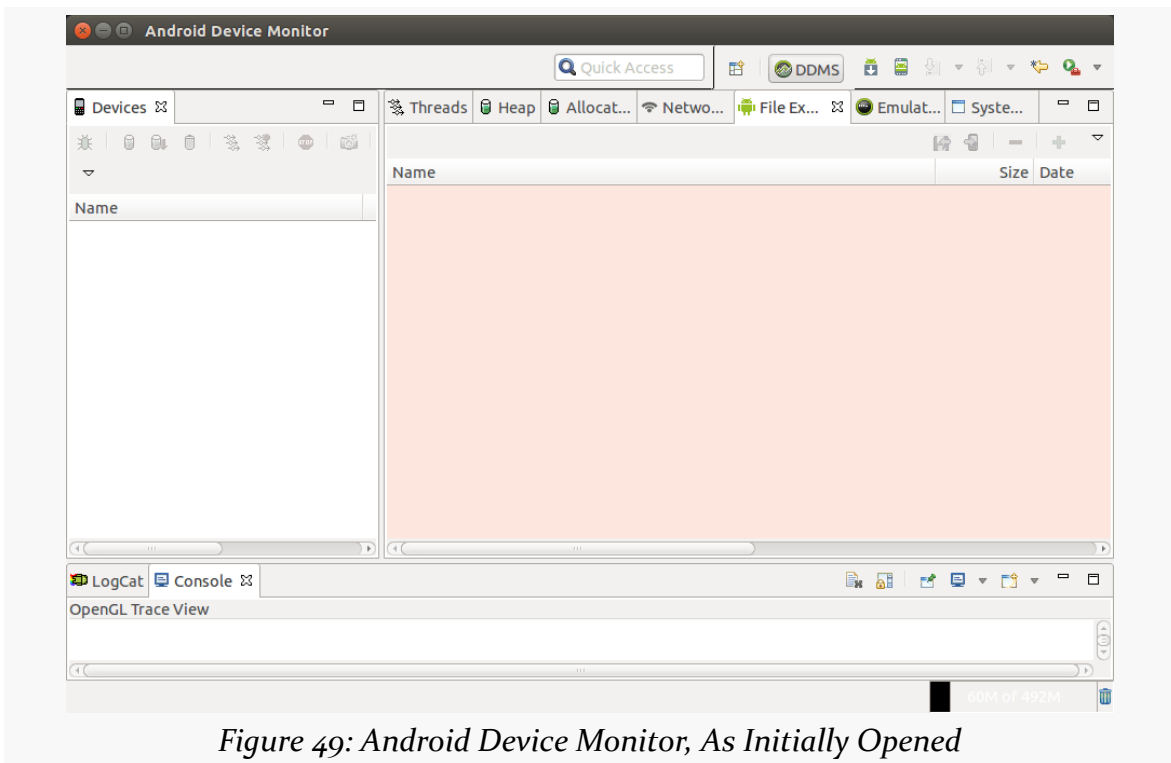 Android Device Monitor
Quick Access DDMS
Devices Threads Heap Allocat... Netwo... File Ex... Emulat... Syste...
Name Size Date
Name
LogCat Console
OpenGL Trace View
60M of 492M
Figure 49: Android Device Monitor, As Initially Opened